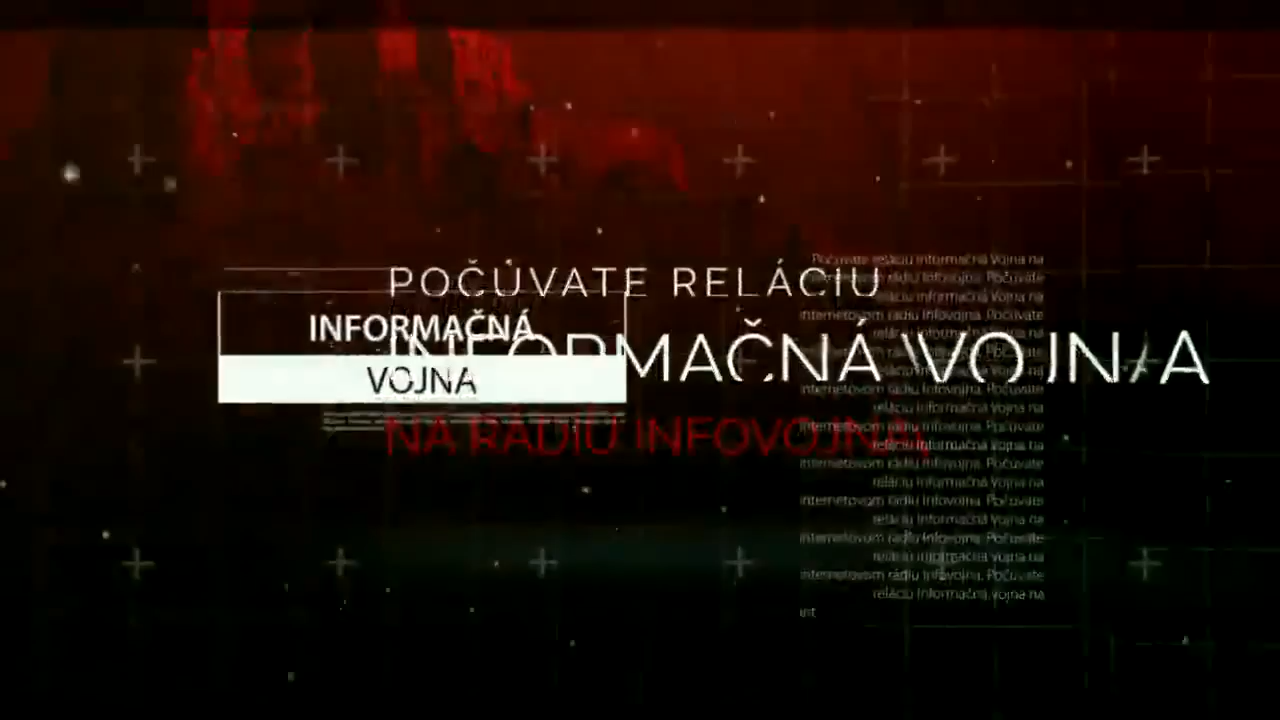 POČÚVATE RELÁCIU
INFORMAČNÁ
VOJNA
INFORMAČNÁ VOJNA
NA RÁDIU INFOVOJNA
Počúvate reláciu Informačná Vojna na
internetovom rádiu Infovojna. Počúvate
reláciu Informačná Vojna na
internetovom rádiu Infovojna. Počúvate
reláciu Informačná Vojna na
internetovom rádiu Infovojna. Počúvate
reláciu Informačná Vojna na
internetovom rádiu Infovojna. Počúvate
reláciu Informačná Vojna na
internetovom rádiu Infovojna. Počúvate
reláciu Informačná Vojna na
internetovom rádiu Infovojna. Počúvate
reláciu Informačná Vojna na
internetovom rádiu Infovojna. Počúvate
reláciu Informačná Vojna na
internetovom rádiu Infovojna. Počúvate
reláciu Informačná Vojna na
internetovom rádiu Infovojna. Počúvate
reláciu Informačná Vojna na
int